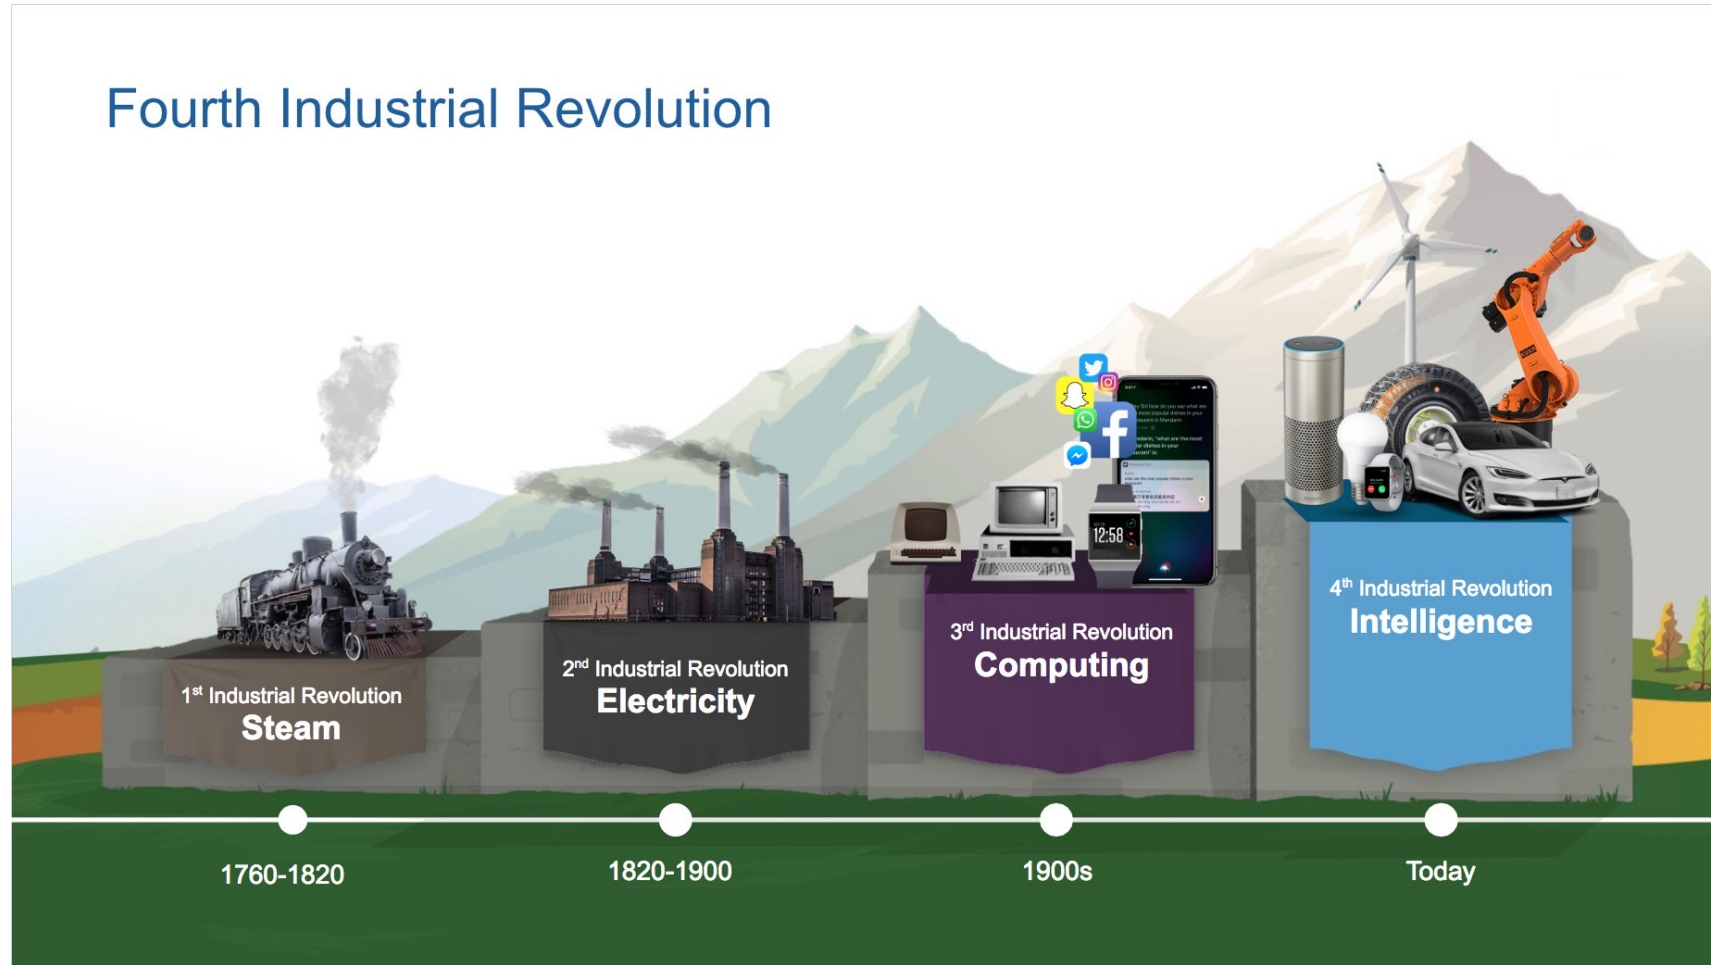 Fourth Industrial Revolution
1st Industrial Revolution
Steam
2nd Industrial Revolution
Electricity
3rd Industrial Revolution
Computing
4th Industrial Revolution
Intelligence
12:58
1760-1820
1820-1900
1900s
Today